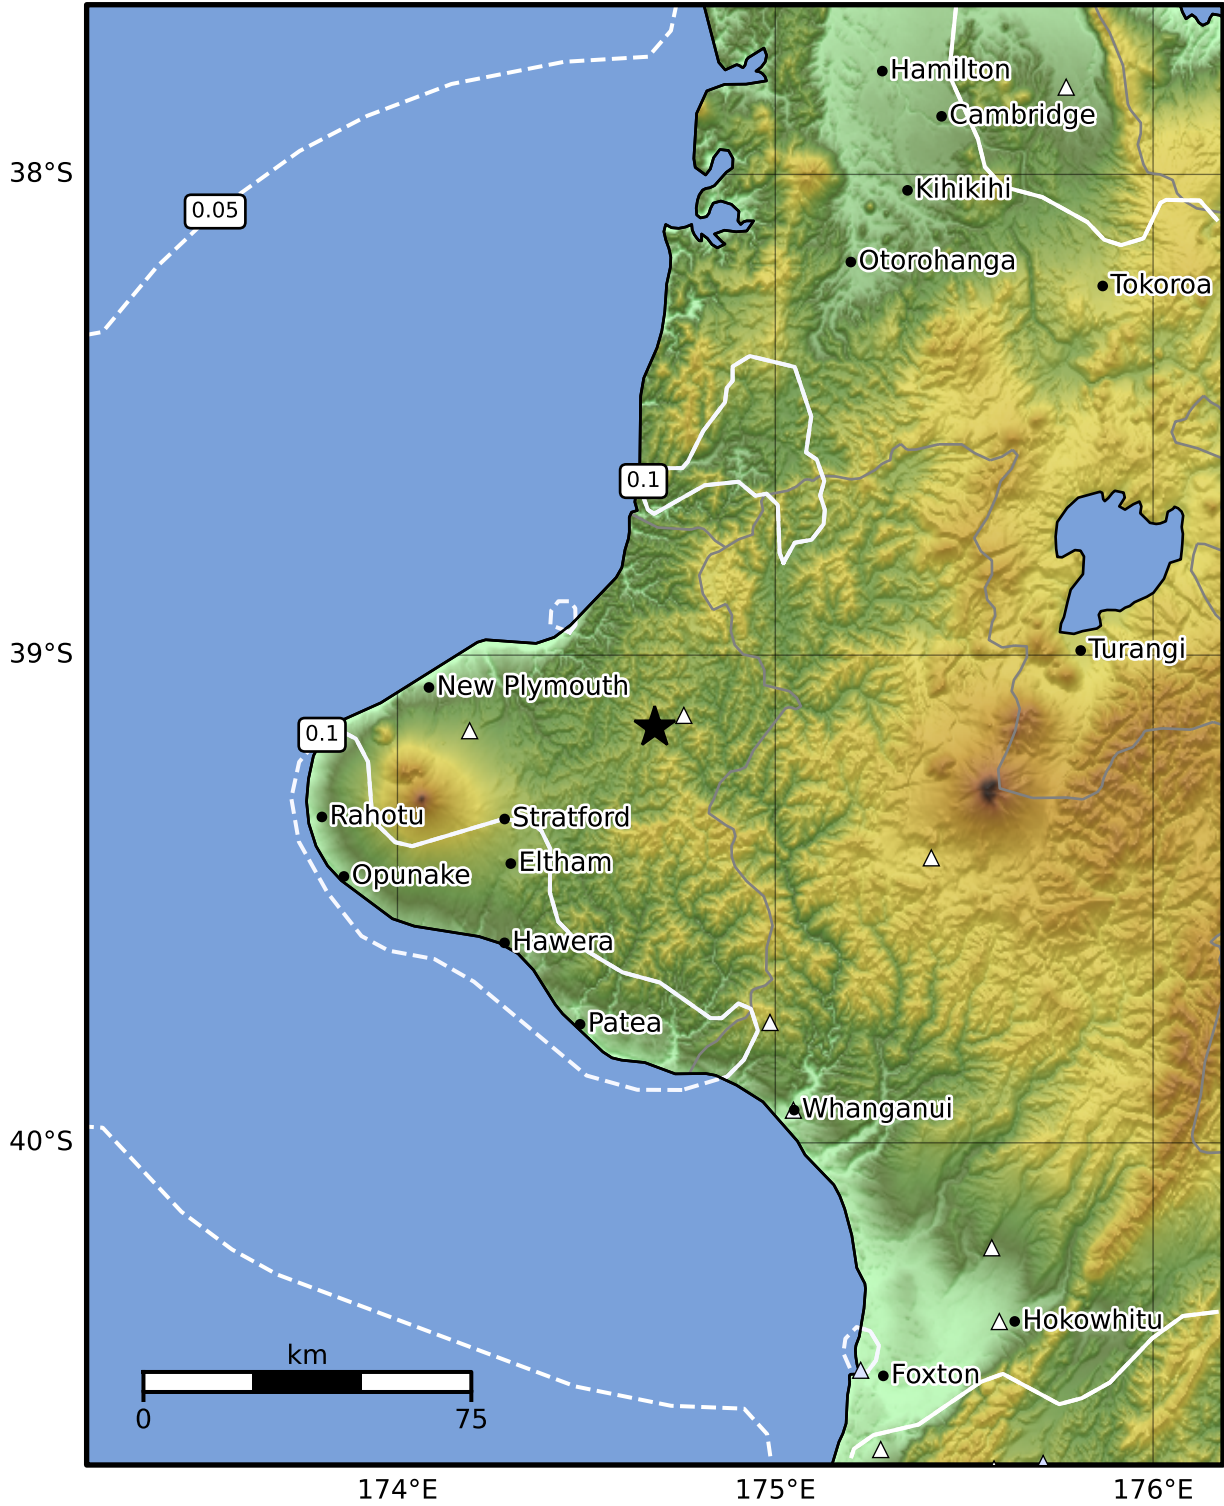 Hamilton
Cambridge
38°S
Kihikihi
0.05
Otorohanga
Tokoroa
0.1
39°S
Turangi
New Plymouth
0.1
Rahotu
Stratford
Eltham
Opunake
Hawera
Patea
Whanganui
40°S
Hokowhitu
km
Foxton
0 75
174°E 175°E 176°E